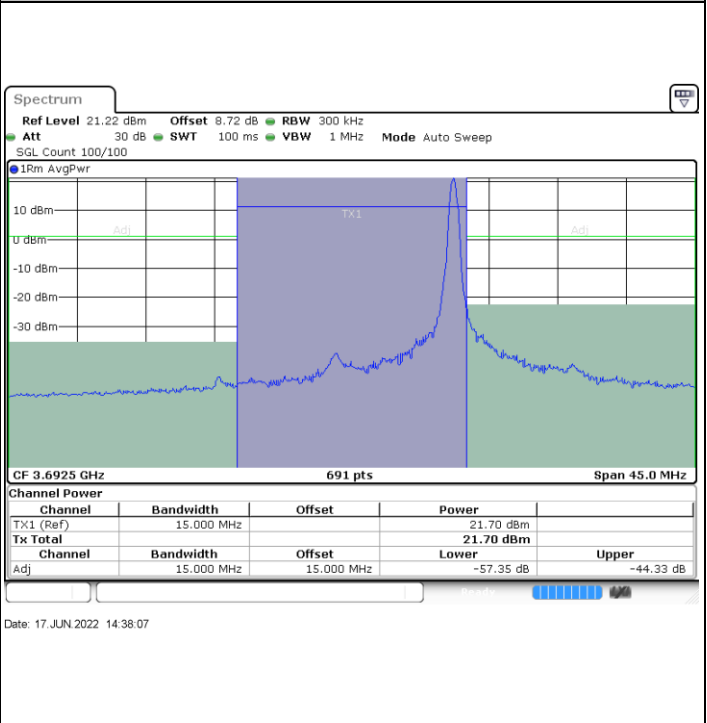 Spectrum
Ref Level 21.22 dBm Offset 8.72 dB RBW 300 kHz
Att 30 dB SWT 100 ms VBW 1 MHz Mode Auto Sweep
SGL Count 100/100
1Rm AvgPwr
10 dBm
TX1
Adj Adj
0 dBm
-10 dBm
-20 dBm
-30 dBm
CF 3.6925 GHz 691 pts Span 45.0 MHz
Channel Power
Channel Bandwidth Offset Power
TX1 (Ref) 15.000 MHz 21.70 dBm
Tx Total 21.70 dBm
Channel Bandwidth Offset Lower Upper
Adj 15.000 MHz 15.000 MHz -57.35 dB -44.33 dB
Ready
Date: 17.JUN.2022 14:38:07